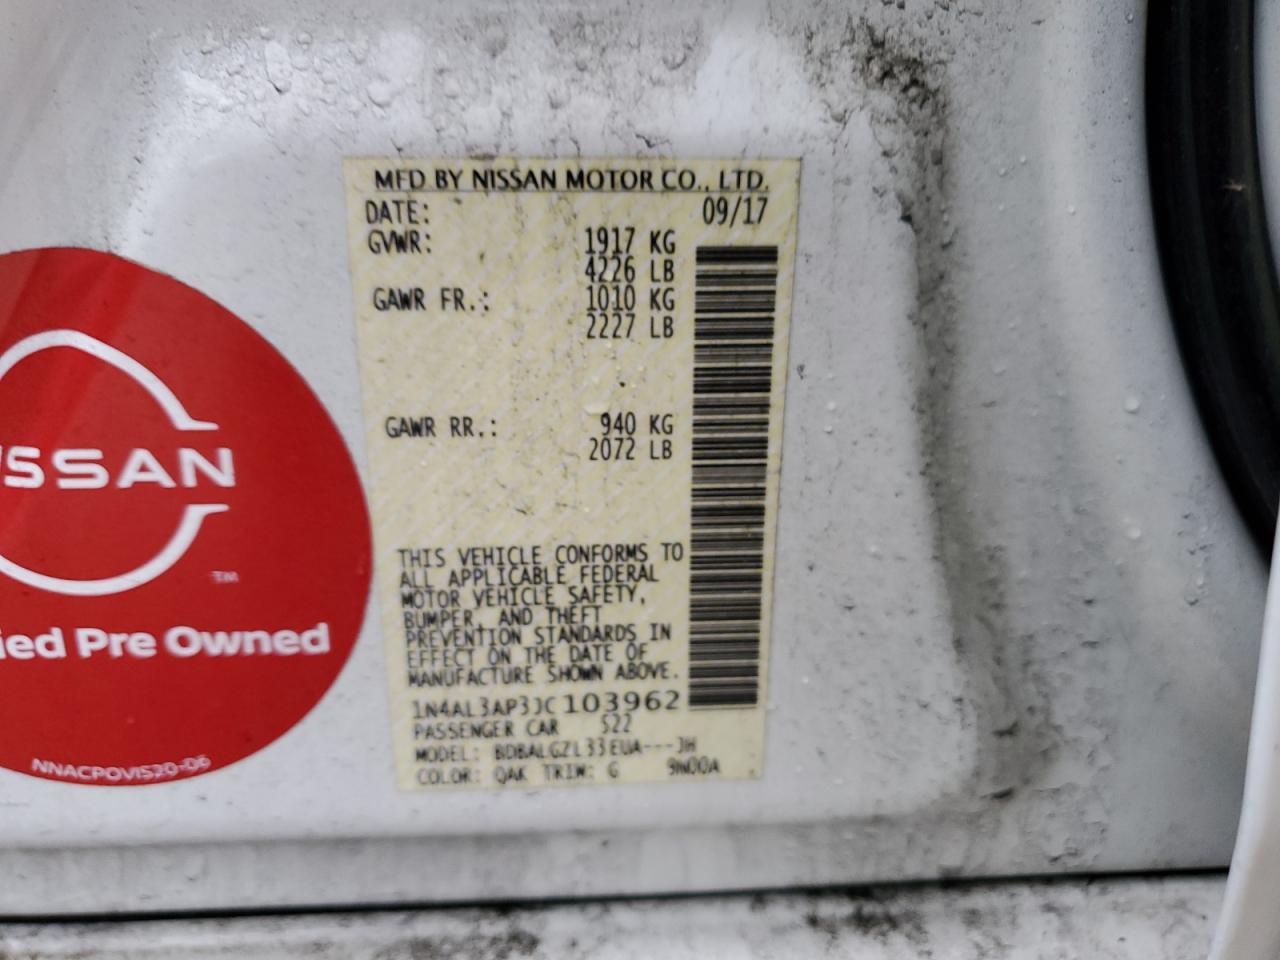 MFD BY NISSAN MOTOR CO., LTD.
DATE: 09/17
GVWR: 1917 KG
4226 LB
GAWR FR.: 1010 KG
2227 LB
GAWR RR.: 940 KG
2072 LB
THIS VEHICLE CONFORMS TO
ALL APPLICABLE FEDERAL
MOTOR VEHICLE SAFETY,
BUMPER, AND THEFT
PREVENTION STANDARDS IN
EFFECT ON THE DATE OF
MANUFACTURE SHOWN ABOVE.
1N4AL3AP3JC103962
PASSENGER CAR 522
MODEL: BDBALGZL33EUA---JH
COLOR: QAK TRIM: G 9N00A
ISSAN
TM
ied Pre Owned
NNACPOVIS20-06